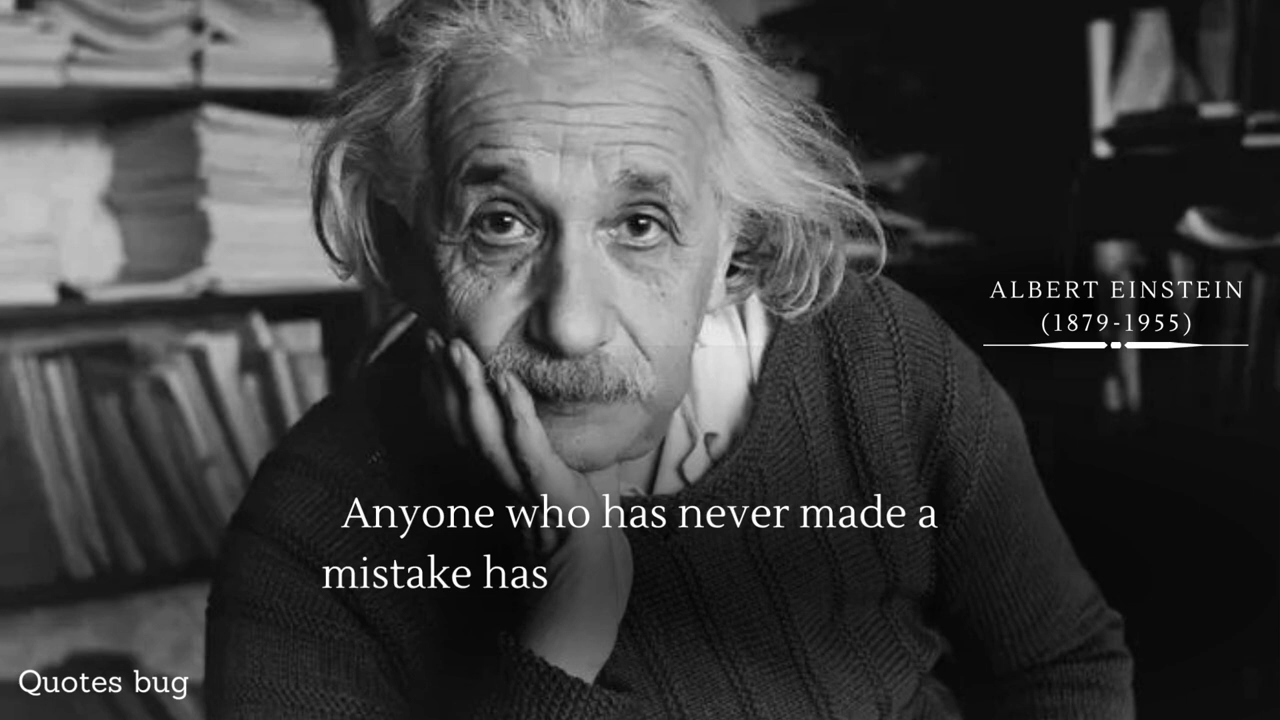 ALBERT EINSTEIN
(1879-1955)
Anyone who has never made a
mistake has
Quotes bug